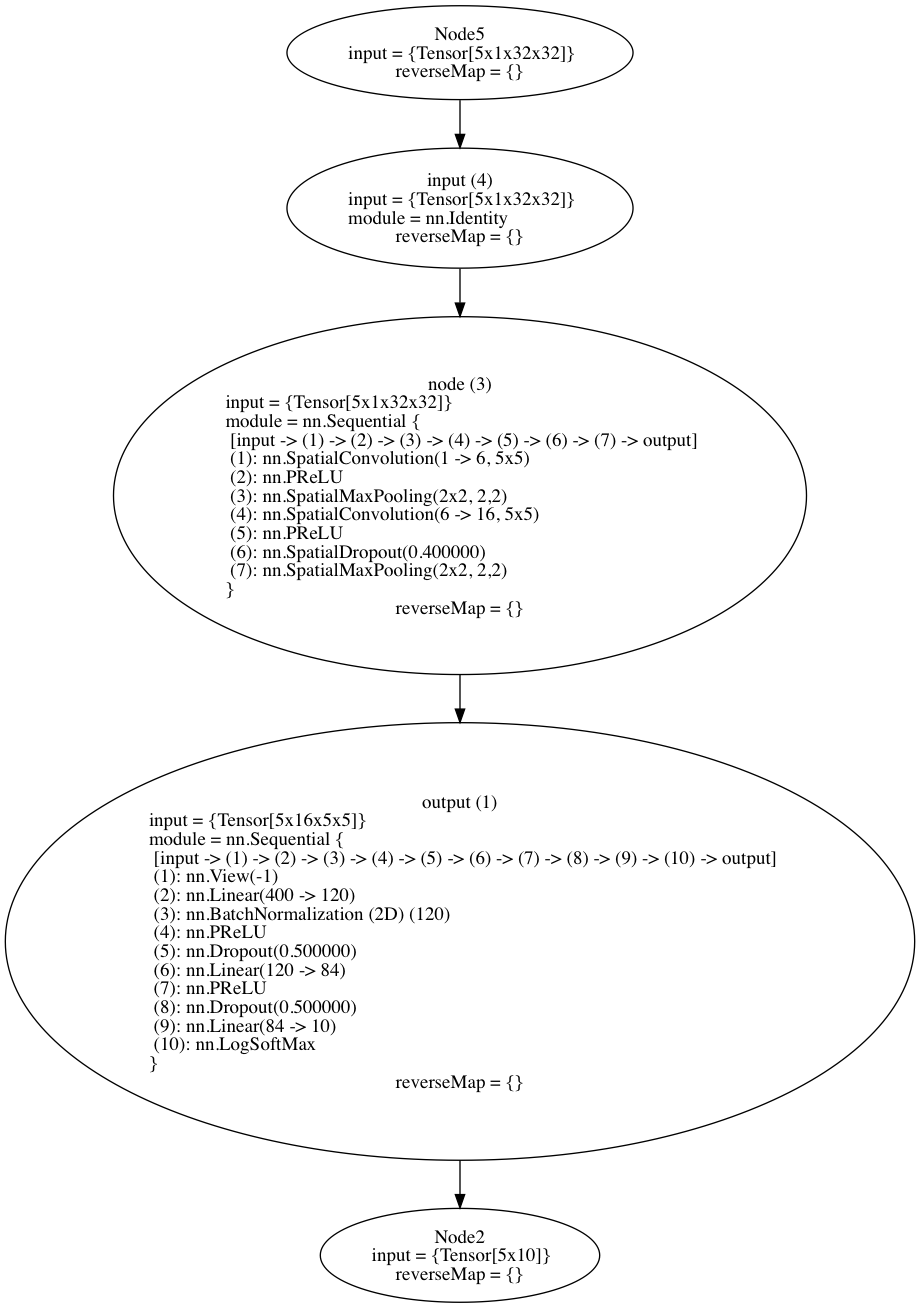 Node5
input = {Tensor[5x1x32x32]}
reverseMap = {}
input (4)
input = {Tensor[5x1x32x32]}
module = nn.Identity
reverseMap = {}
node (3)
input = {Tensor[5x1x32x32]}
module = nn.Sequential {
[input -> (1) -> (2) -> (3) -> (4) -> (5) -> (6) -> (7) -> output]
(1): nn.SpatialConvolution(1 -> 6, 5x5)
(2): nn.PReLU
(3): nn.SpatialMaxPooling(2x2, 2,2)
(4): nn.SpatialConvolution(6 -> 16, 5x5)
(5): nn.PReLU
(6): nn.SpatialDropout(0.400000)
(7): nn.SpatialMaxPooling(2x2, 2,2)
}
reverseMap = {}
output (1)
input = {Tensor[5x16x5x5]}
module = nn.Sequential {
[input -> (1) -> (2) -> (3) -> (4) -> (5) -> (6) -> (7) -> (8) -> (9) -> (10) -> output]
(1): nn.View(-1)
(2): nn.Linear(400 -> 120)
(3): nn.BatchNormalization (2D) (120)
(4): nn.PReLU
(5): nn.Dropout(0.500000)
(6): nn.Linear(120 -> 84)
(7): nn.PReLU
(8): nn.Dropout(0.500000)
(9): nn.Linear(84 -> 10)
(10): nn.LogSoftMax
}
reverseMap = {}
Node2
input = {Tensor[5x10]}
reverseMap = {}